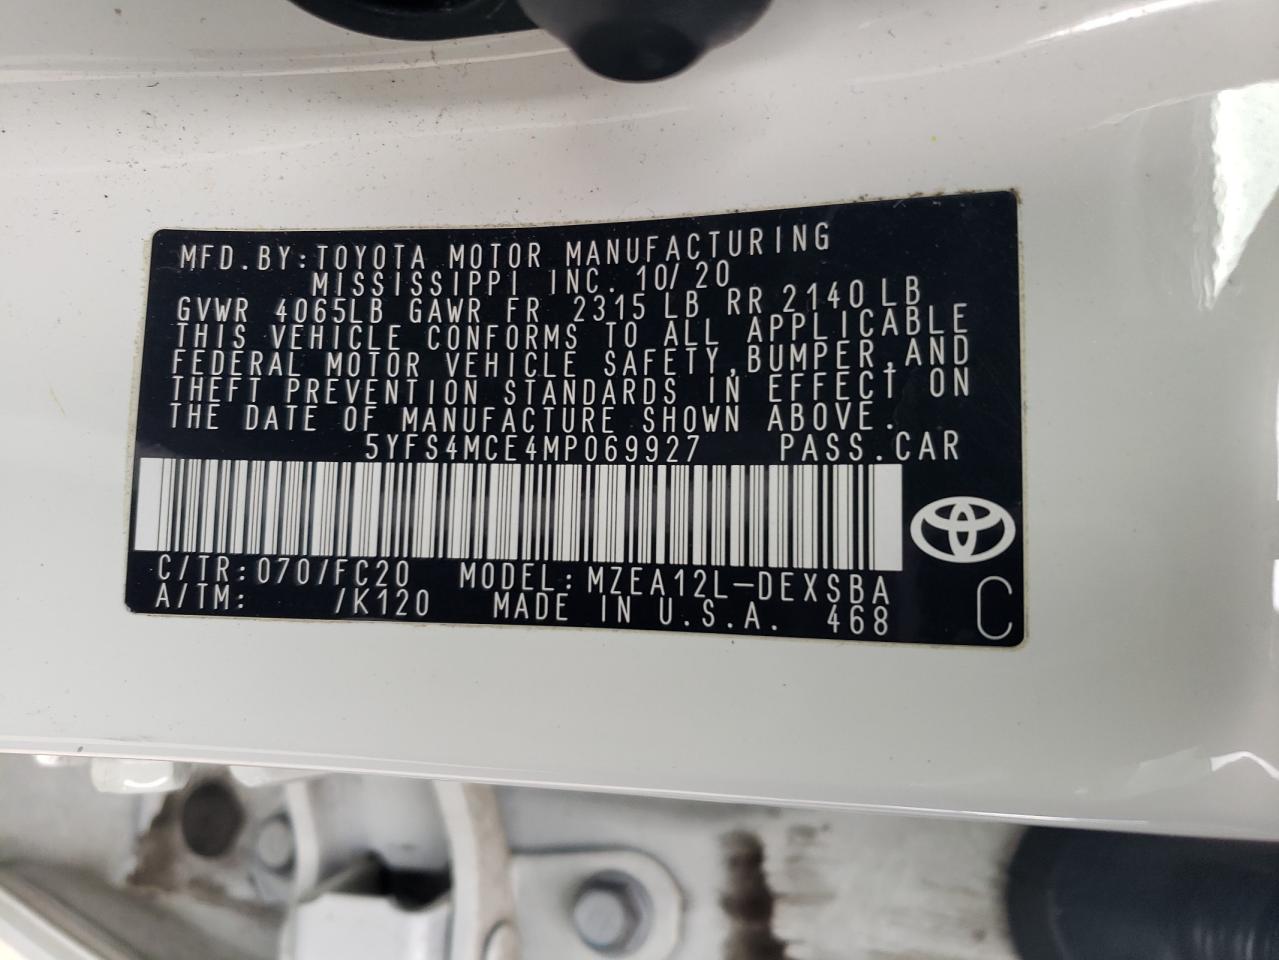 MFD.BY:TOYOTA MOTOR MANUFACTURING
MISSISSIPPI INC. 10/20
GVWR 4065LB GAWR FR 2315 LB RR 2140 LB
THIS VEHICLE CONFORMS TO ALL APPLICABLE
FEDERAL MOTOR VEHICLE SAFETY,BUMPER,AND
THEFT PREVENTION STANDARDS IN EFFECT ON
THE DATE OF MANUFACTURE SHOWN ABOVE.
5YFS4MCE4MP069927 PASS.CAR
C/TR:070/FC20 MODEL:MZEA12L-DEXSBA
A/TM: /K120 MADE IN U.S.A. 468
C